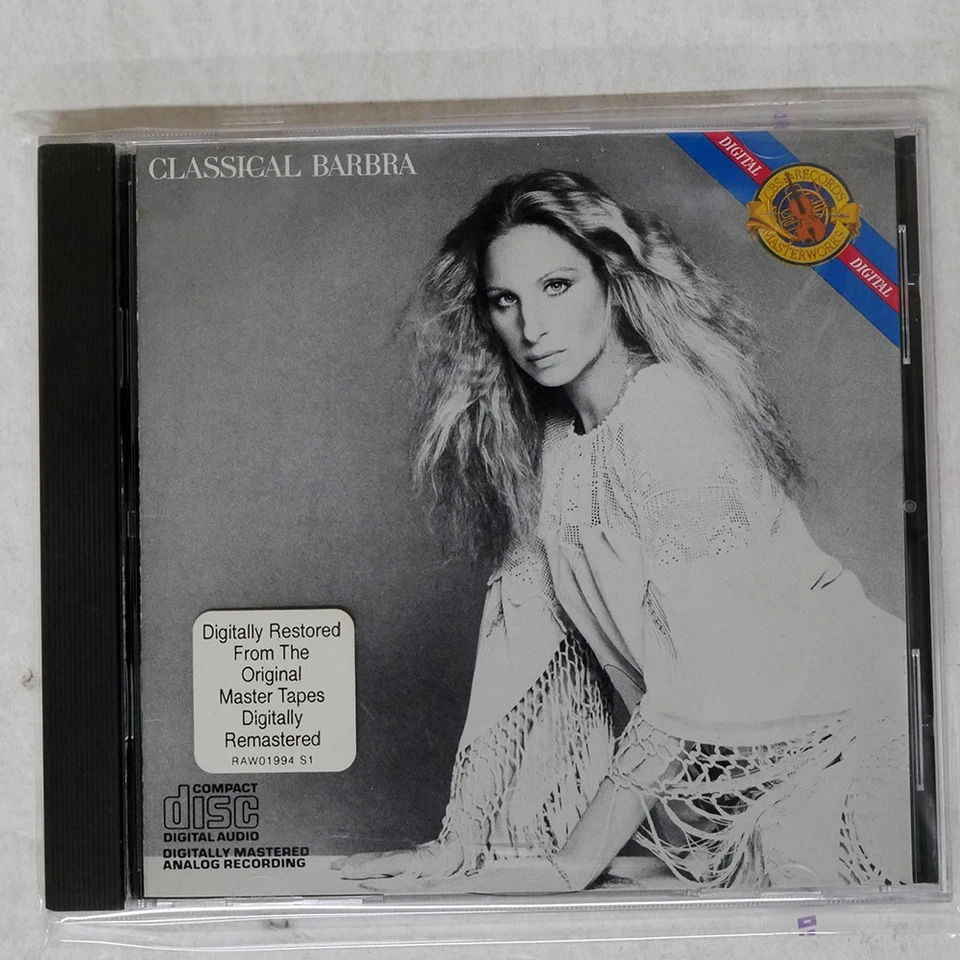 CLASSICAL BARBRA
DIGITAL
CBS RECORDS
MASTERWORKS
DIGITAL
Digitally Restored
From The
Original
Master Tapes
Digitally
Remastered
RAW01994 S1
COMPACT
disc
DIGITAL AUDIO
DIGITALLY MASTERED
ANALOG RECORDING